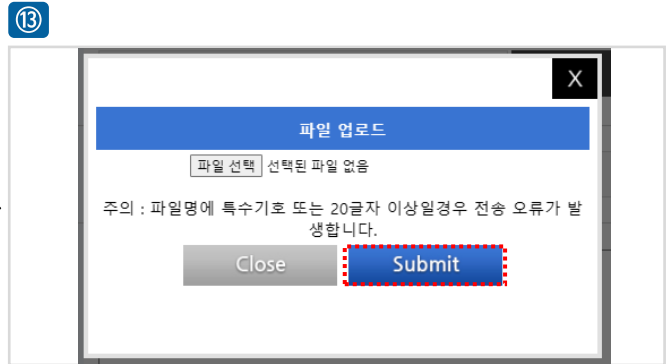 ⑬
X
파일 업로드
파일 선택 선택된 파일 없음
주의 : 파일명에 특수기호 또는 20글자 이상일경우 전송 오류가 발
생합니다.
Close Submit